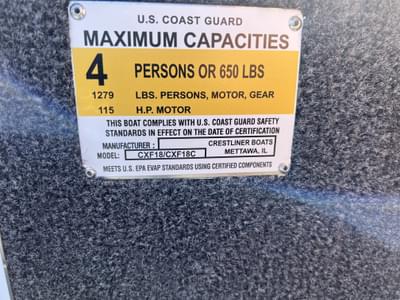 U.S. COAST GUARD
MAXIMUM CAPACITIES
4 PERSONS OR 650 LBS
1279 LBS. PERSONS, MOTOR, GEAR
115 H.P. MOTOR
THIS BOAT COMPLIES WITH U.S. COAST GUARD SAFETY
STANDARDS IN EFFECT ON THE DATE OF CERTIFICATION
MANUFACTURER : CRESTLINER BOATS
METTAWA, IL
MODEL: CXF18/CXF18C
MEETS U.S. EPA EVAP STANDARDS USING CERTIFIED COMPONENTS